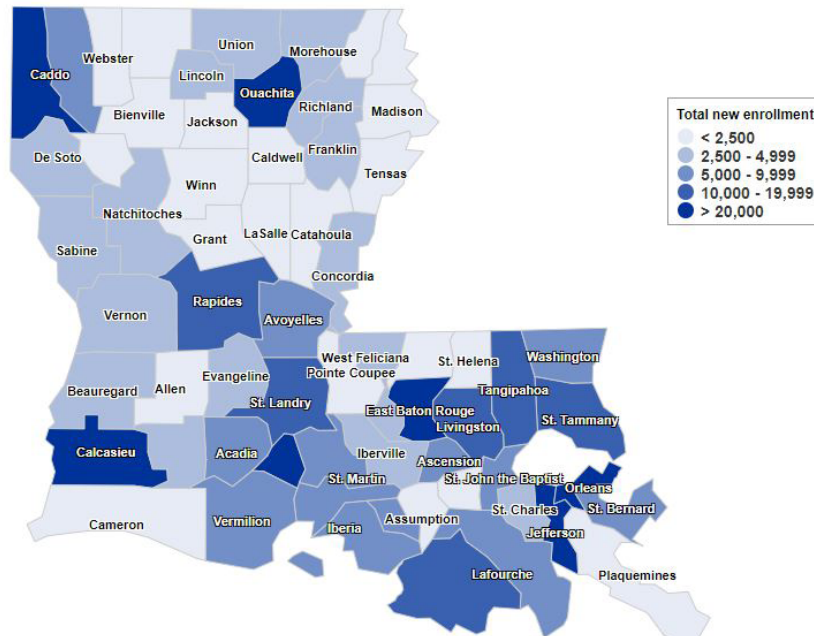 Union
Morehouse
Webster
Caddo
Lincoln
Ouachita
Richland
Madison
Bienville
Jackson
De Soto
Caldwell
Franklin
Tensas
Winn
Natchitoches
Grant
LaSalle
Catahoula
Sabine
Concordia
Rapides
Vernon
Avoyelles
West Feliciana
St. Helena
Washington
Pointe Coupee
Evangeline
Allen
Beauregard
Tangipahoa
St. Landry
East Baton Rouge
Livingston
St. Tammany
Calcasieu
Acadia
Iberville
Ascension
St. Martin
St. John the Baptist
Orleans
St. Charles
St. Bernard
Assumption
Cameron
Vermilion
Iberia
Jefferson
Lafourche
Plaquemines
Total new enrollment
< 2,500
2,500 - 4,999
5,000 - 9,999
10,000 - 19,999
> 20,000